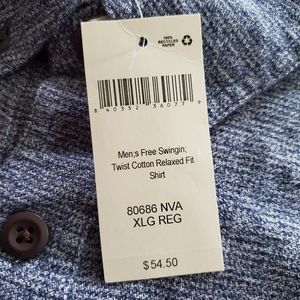 100%
RECYCLED
PAPER
8 40332 36077 9
Men;s Free Swingin;
Twist Cotton Relaxed Fit
Shirt
80686 NVA
XLG REG
$54.50